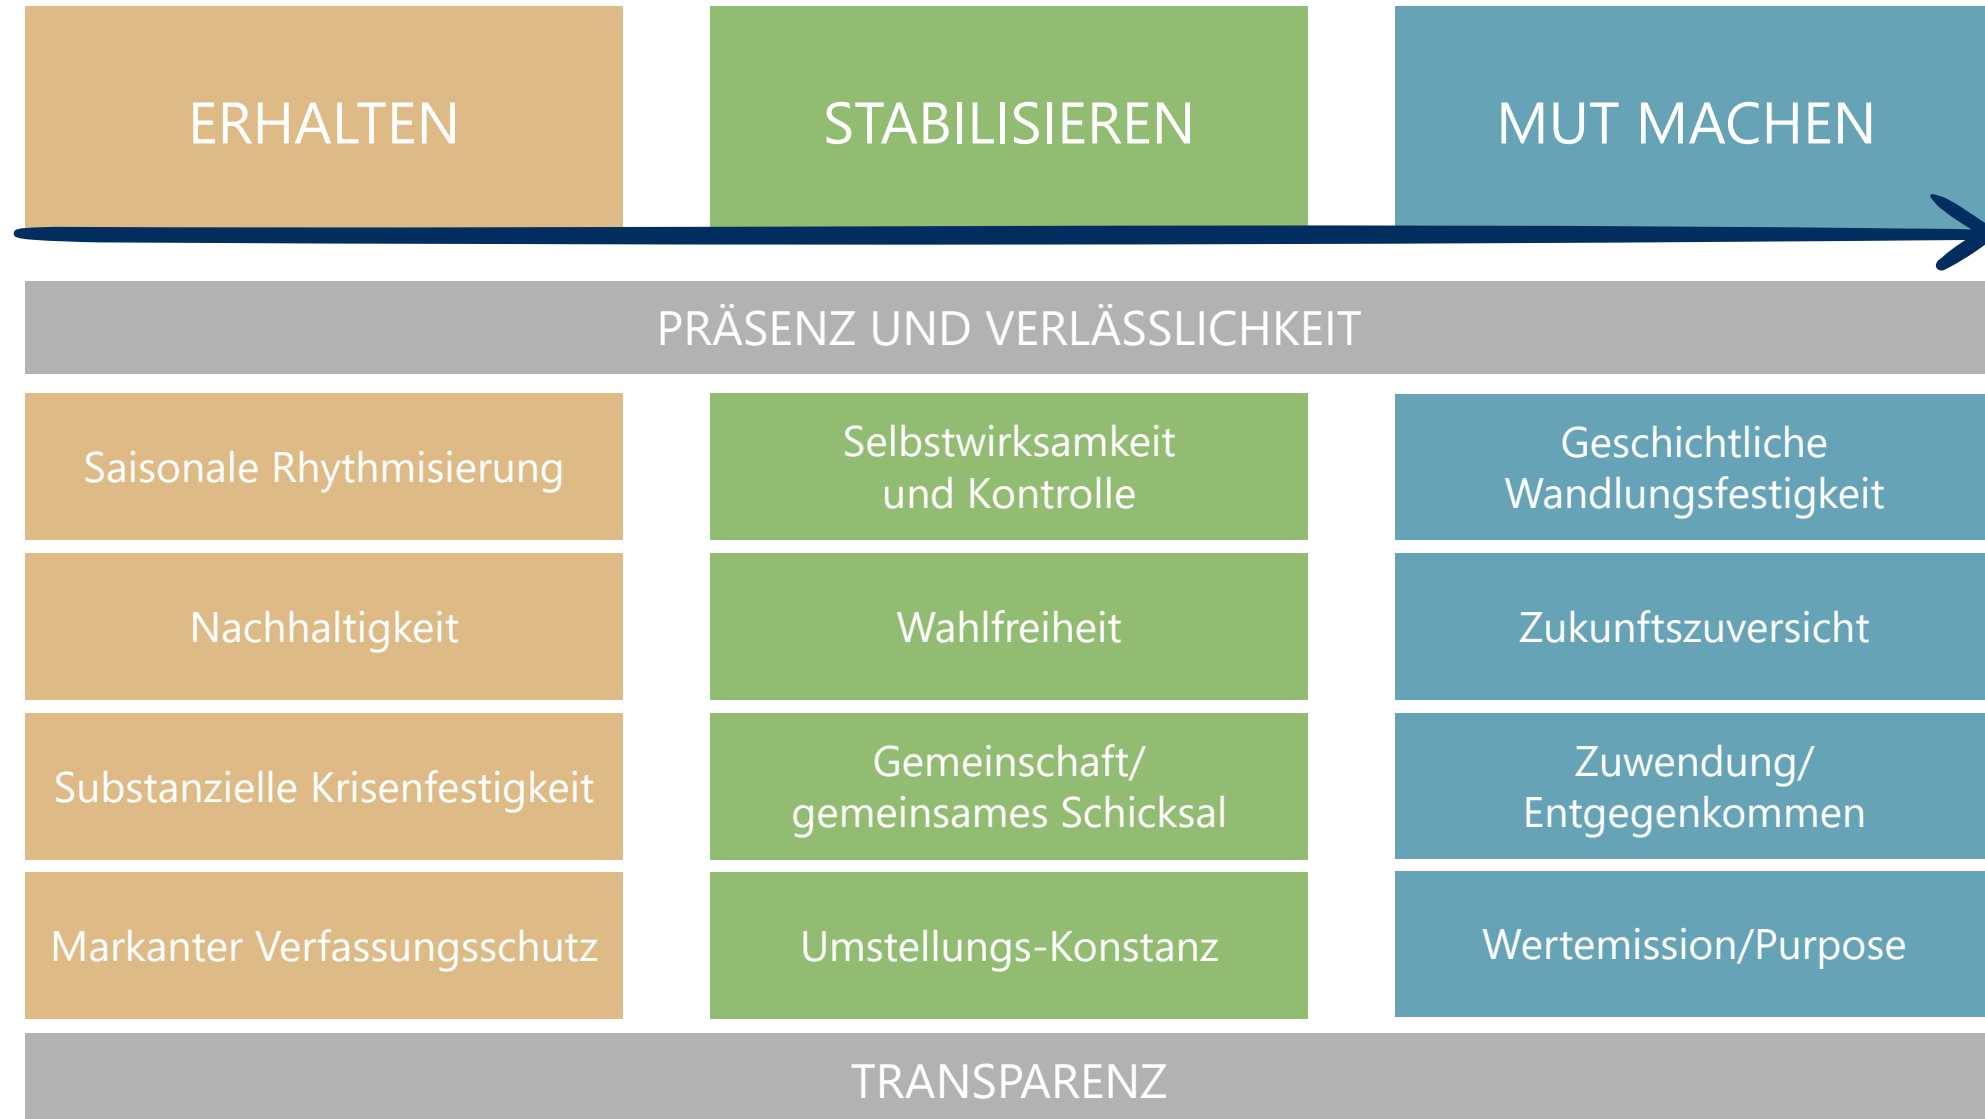 ERHALTEN
STABILISIEREN
MUT MACHEN
PRÄSENZ UND VERLÄSSLICHKEIT
Saisonale Rhythmisierung
Selbstwirksamkeit
und Kontrolle
Geschichtliche
Wandlungsfestigkeit
Nachhaltigkeit
Wahlfreiheit
Zukunftszuversicht
Substanzielle Krisenfestigkeit
Gemeinschaft/
gemeinsames Schicksal
Zuwendung/
Entgegenkommen
Markanter Verfassungsschutz
Umstellungs-Konstanz
Wertemission/Purpose
TRANSPARENZ